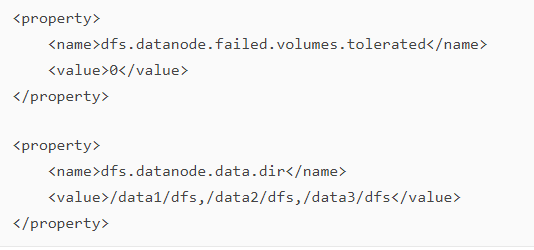 <property>
    <name>dfs.datanode.failed.volumes.tolerated</name>
    <value>0</value>
</property>

<property>
    <name>dfs.datanode.data.dir</name>
    <value>/data1/dfs,/data2/dfs,/data3/dfs</value>
</property>